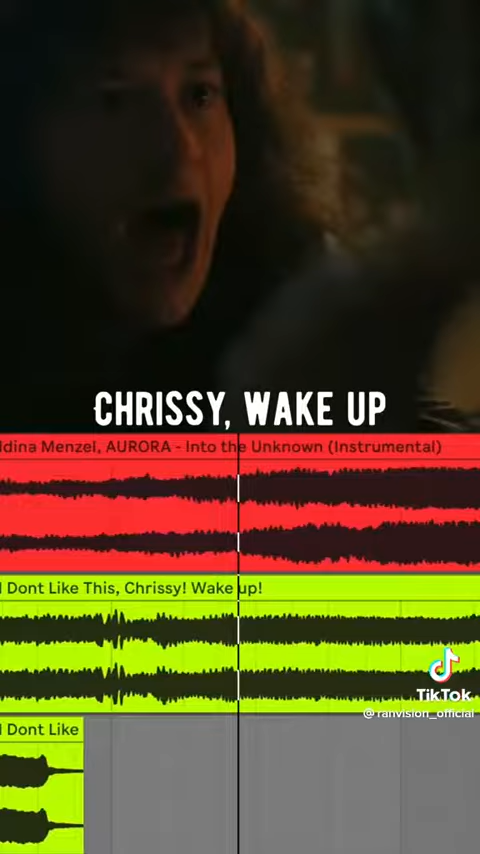 CHRISSY, WAKE UP
Idina Menzel, AURORA - Into the Unknown (Instrumental)
I Dont Like This, Chrissy! Wake up!
TikTok
@ranvision_official
I Dont Like